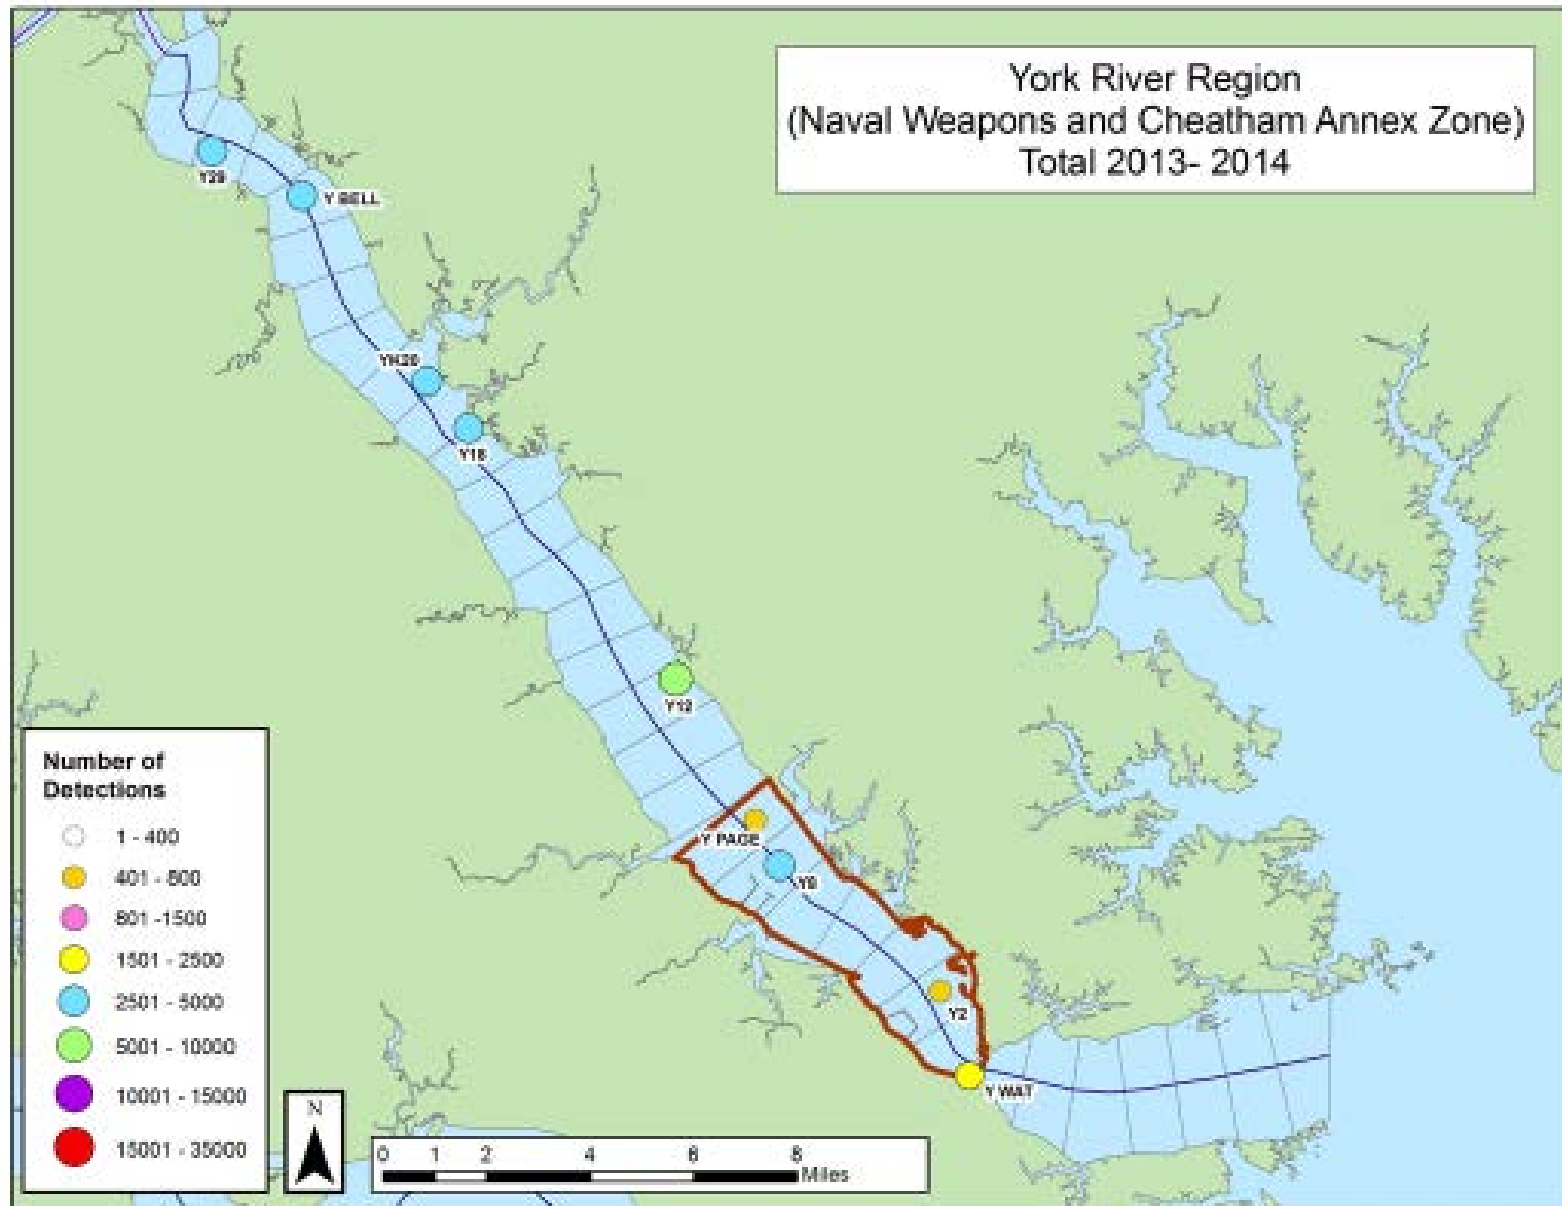 York River Region
(Naval Weapons and Cheatham Annex Zone)
Total 2013- 2014
Y BELL
Y12
Y PAGE
Y2
Y WAT
Number of
Detections
1 - 400
401 - 800
801 -1500
1501 - 2500
2501 - 5000
5001 - 10000
10001 - 15000
15001 - 35000
N
0 1 2 4 6 8
Miles